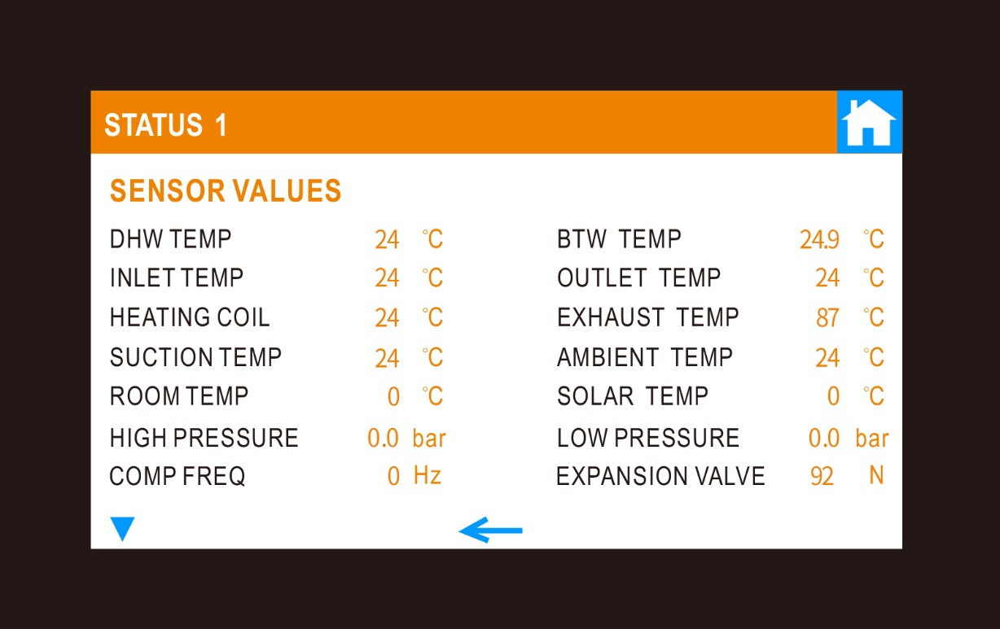 STATUS 1
SENSOR VALUES
DHW TEMP 24 °C BTW TEMP 24.9 °C
INLET TEMP 24 °C OUTLET TEMP 24 °C
HEATING COIL 24 °C EXHAUST TEMP 87 °C
SUCTION TEMP 24 °C AMBIENT TEMP 24 °C
ROOM TEMP 0 °C SOLAR TEMP 0 °C
HIGH PRESSURE 0.0 bar LOW PRESSURE 0.0 bar
COMP FREQ 0 Hz EXPANSION VALVE 92 N